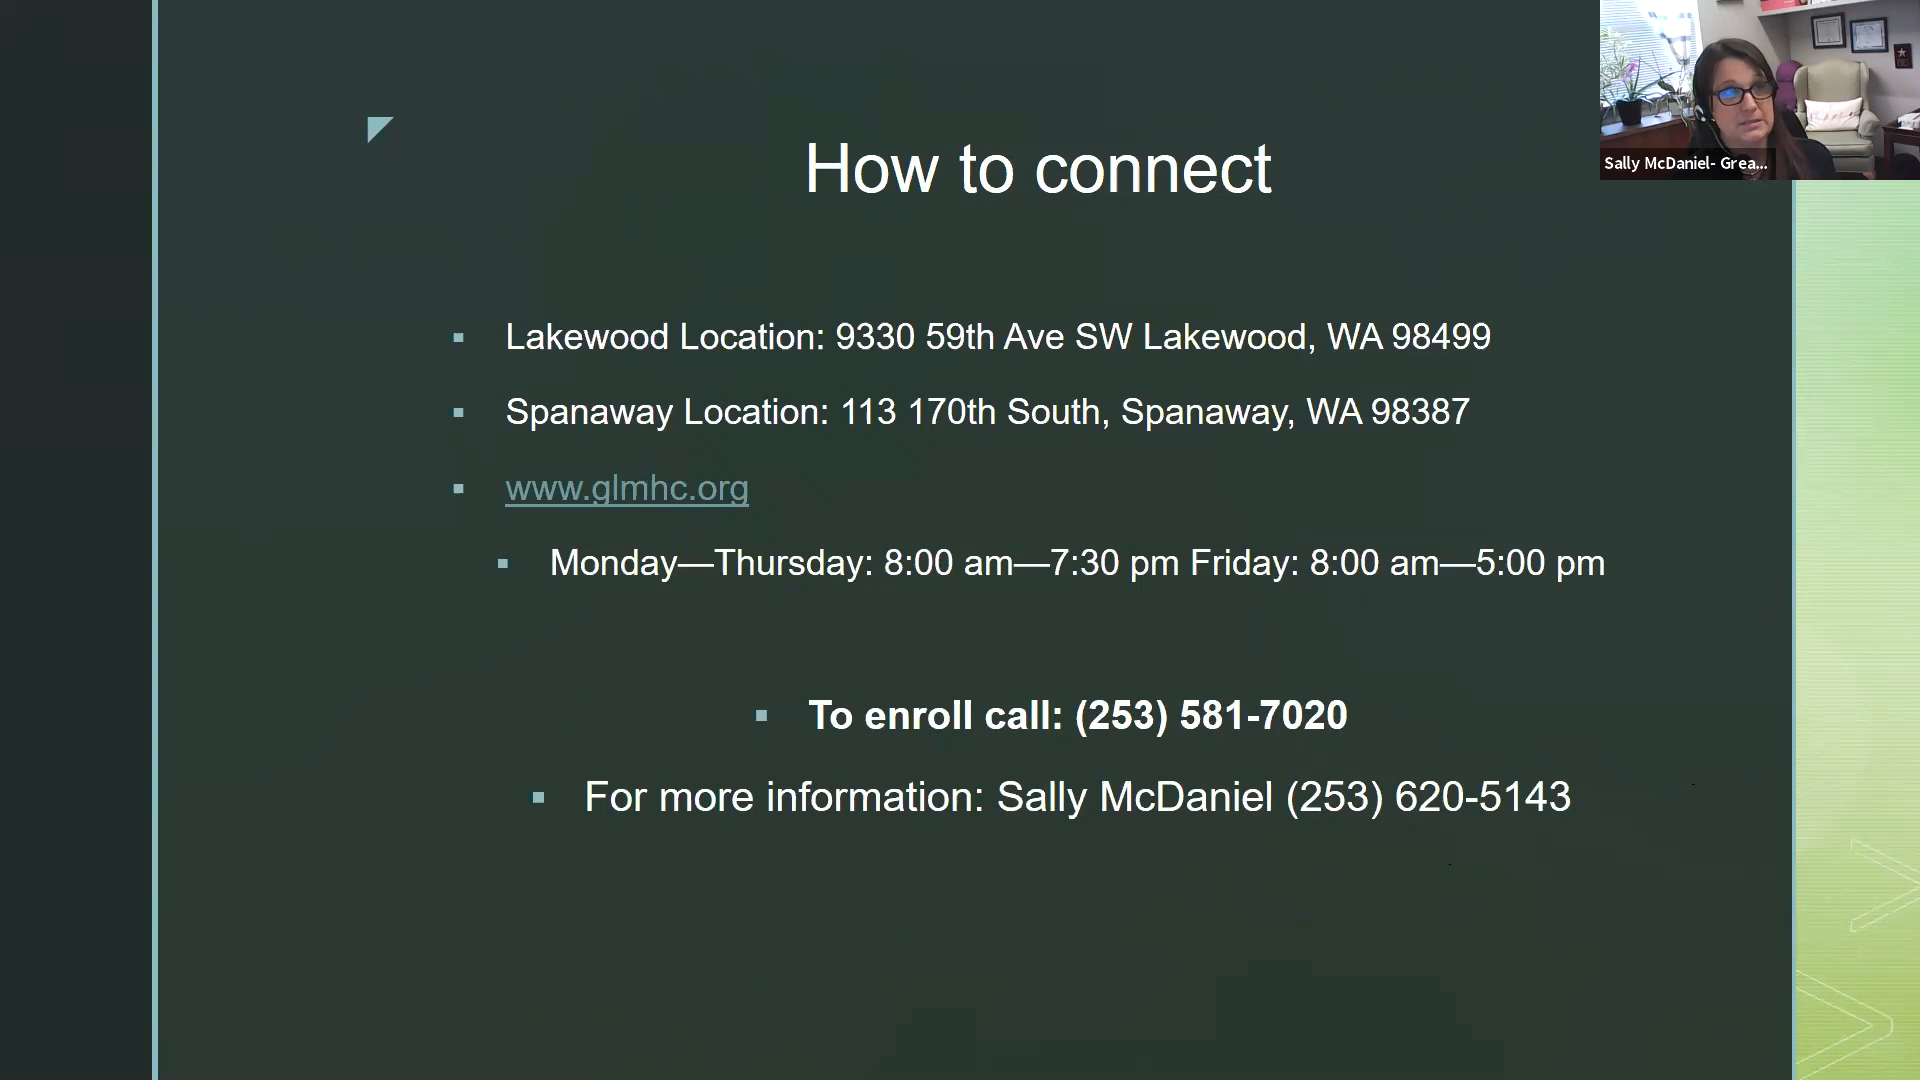 How to connect
Lakewood Location: 9330 59th Ave SW Lakewood, WA 98499
Spanaway Location: 113 170th South, Spanaway, WA 98387
www.glmhc.org
Monday—Thursday: 8:00 am—7:30 pm Friday: 8:00 am—5:00 pm
To enroll call: (253) 581-7020
For more information: Sally McDaniel (253) 620-5143
Sally McDaniel- Grea...